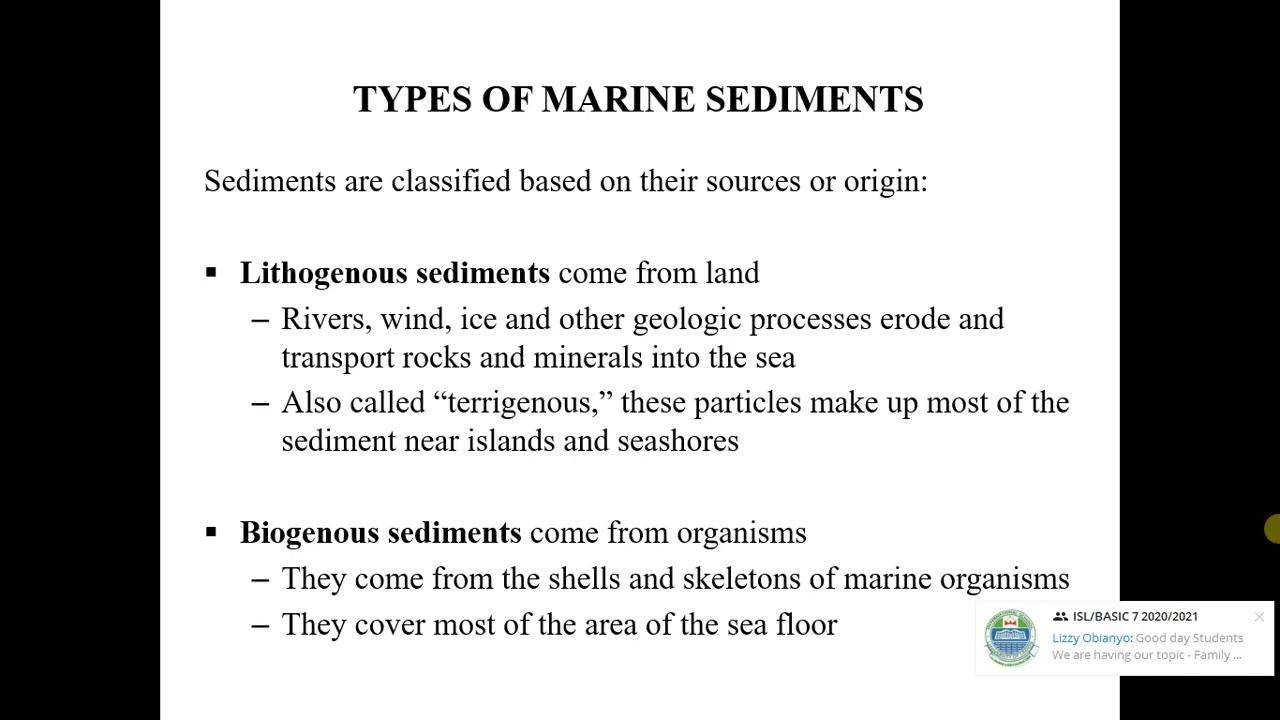 TYPES OF MARINE SEDIMENTS
Sediments are classified based on their sources or origin:
▪ Lithogenous sediments come from land
– Rivers, wind, ice and other geologic processes erode and
transport rocks and minerals into the sea
– Also called “terrigenous,” these particles make up most of the
sediment near islands and seashores
▪ Biogenous sediments come from organisms
– They come from the shells and skeletons of marine organisms
– They cover most of the area of the sea floor
ISL/BASIC 7 2020/2021
Lizzy Obianyo: Good day Students
We are having our topic - Family ...